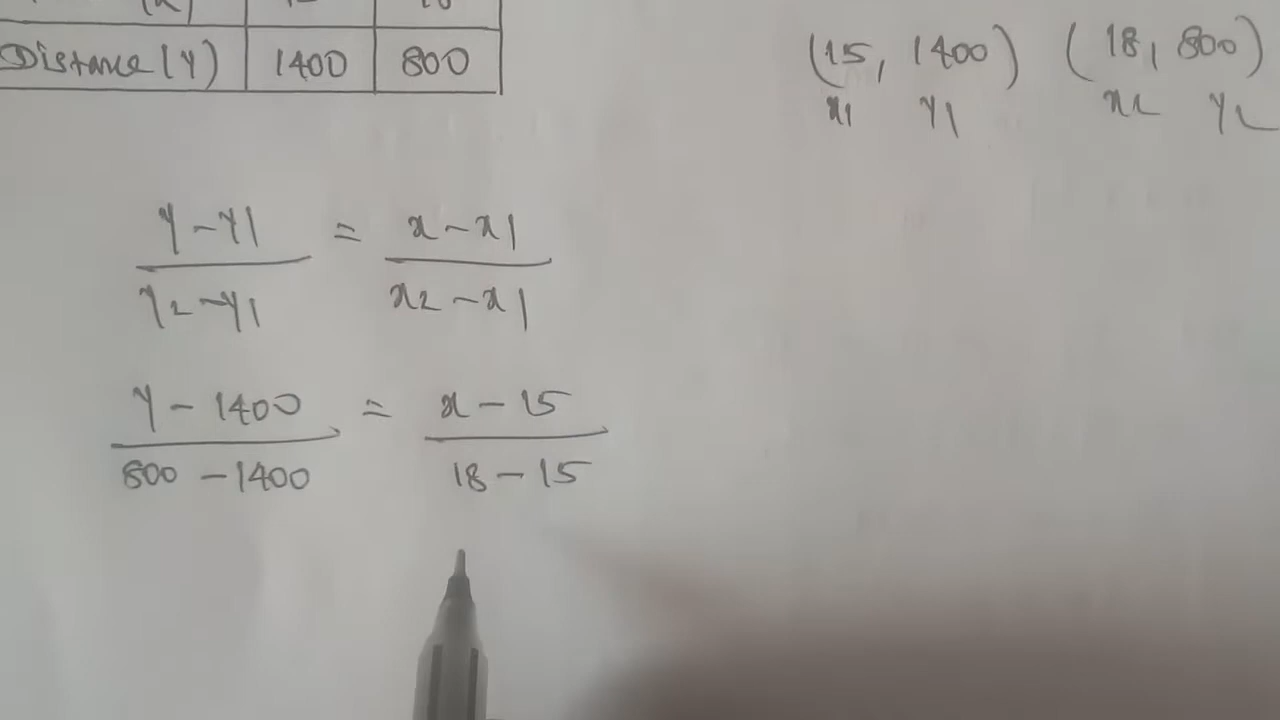 Distance (Y) 1400 800
(15, 1400) (18, 800)
x1 y1 x2 y2
y - y1 = x - x1
y2 - y1 x2 - x1
y - 1400 = x - 15
800 - 1400 18 - 15